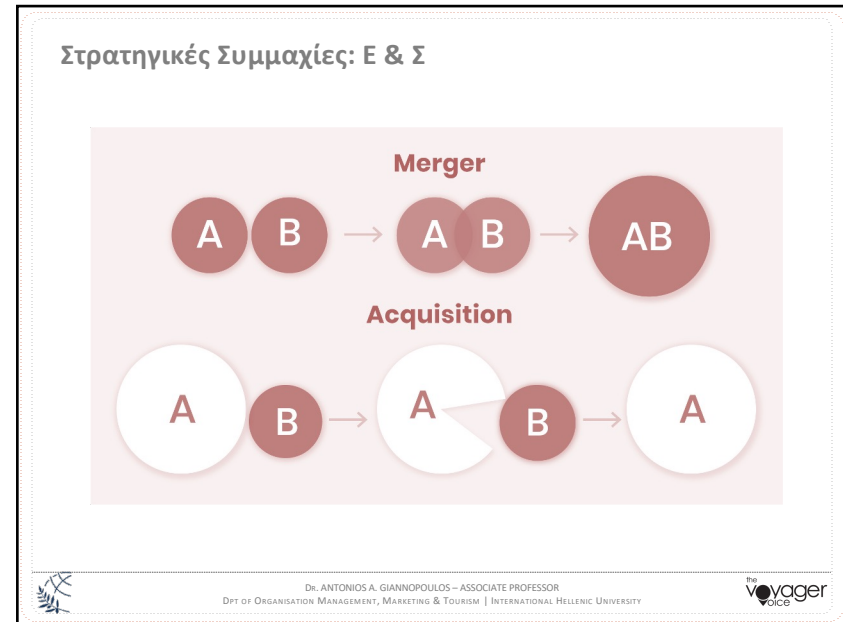 Στρατηγικές Συμμαχίες: Ε & Σ
Merger
A B A B AB
Acquisition
A B A B A
DR. ANTONIOS A. GIANNOPOULOS – ASSOCIATE PROFESSOR
DPT OF ORGANISATION MANAGEMENT, MARKETING & TOURISM | INTERNATIONAL HELLENIC UNIVERSITY
the
voyager
voice